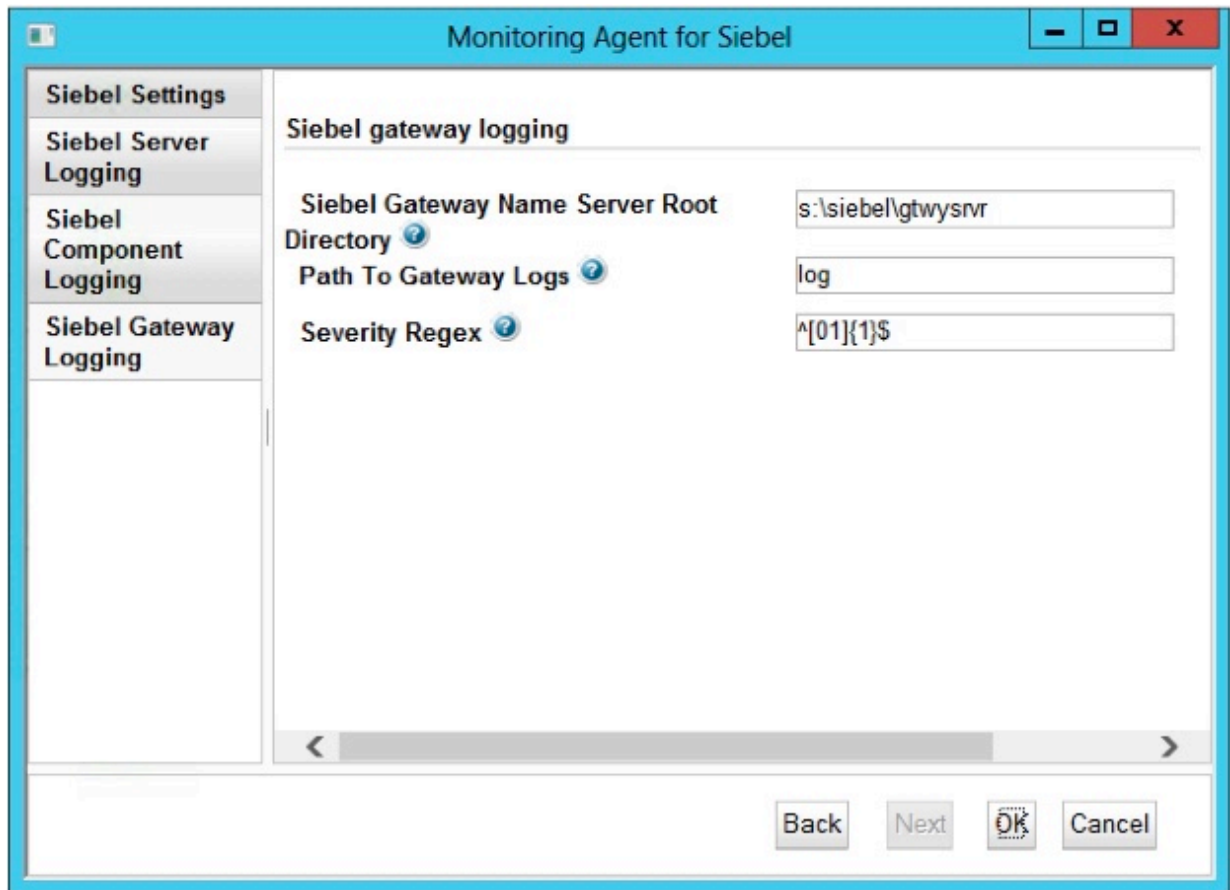 Monitoring Agent for Siebel
Siebel Settings
Siebel Server
Logging
Siebel
Component
Logging
Siebel Gateway
Logging
Siebel gateway logging
Siebel Gateway Name Server Root
Directory
s:\siebel\gtwysrvr
Path To Gateway Logs
log
Severity Regex
^[01]{1}$
Back
Next
OK
Cancel